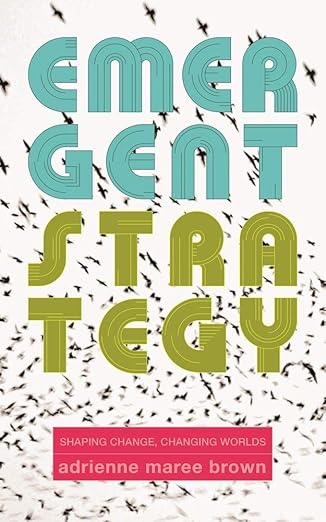 EMER
GENT
STRA
TEGY
SHAPING CHANGE, CHANGING WORLDS
adrienne maree brown